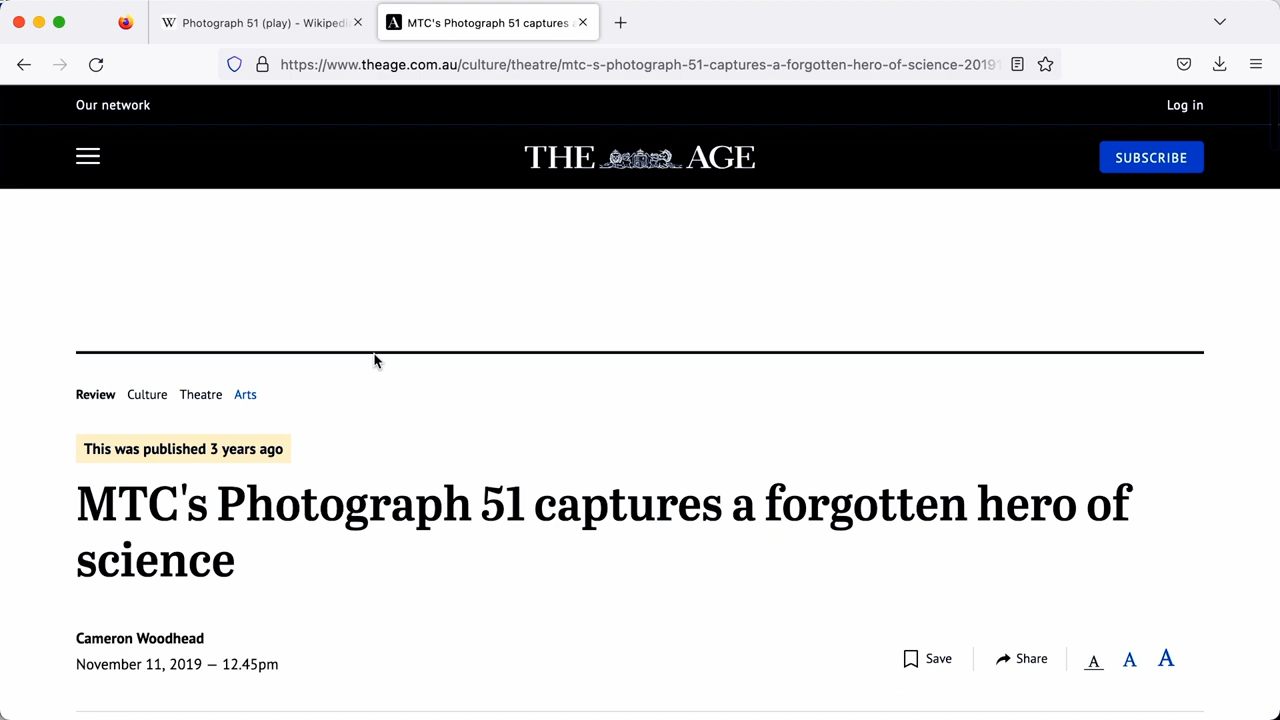 Photograph 51 (play) - Wikipedi
MTC's Photograph 51 captures
https://www.theage.com.au/culture/theatre/mtc-s-photograph-51-captures-a-forgotten-hero-of-science-20191
Our network
Log in
THE AGE
SUBSCRIBE
Review Culture Theatre Arts
This was published 3 years ago
MTC's Photograph 51 captures a forgotten hero of
science
Cameron Woodhead
November 11, 2019 — 12.45pm
Save Share A A A